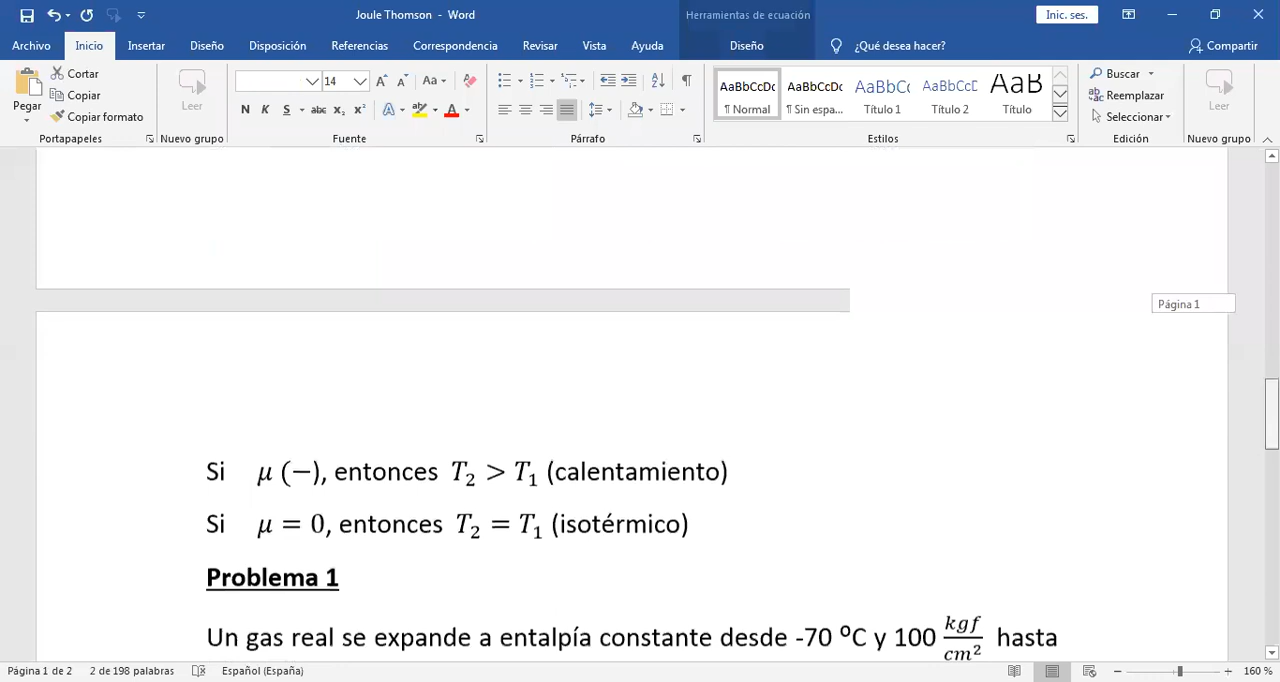 Joule Thomson - Word
Herramientas de ecuación
Inic. ses.
Archivo Inicio Insertar Diseño Disposición Referencias Correspondencia Revisar Vista Ayuda Diseño ¿Qué desea hacer? Compartir
Pegar
Cortar
Copiar
Copiar formato
Portapapeles
Leer
Nuevo grupo
14
Aa
N K S abc x₂ x²
Fuente
Párrafo
AaBbCcDc AaBbCcDc AaBbCc AaBbCcD AaB
¶ Normal ¶ Sin espa... Título 1 Título 2 Título
Estilos
Buscar
Reemplazar
Seleccionar
Edición
Leer
Nuevo grupo
Página 1
Si μ (−), entonces T₂ > T₁ (calentamiento)
Si μ = 0, entonces T₂ = T₁ (isotérmico)
Problema 1
Un gas real se expande a entalpía constante desde -70 ⁰C y 100 kgf/cm² hasta
Página 1 de 2 2 de 198 palabras Español (España) 160 %